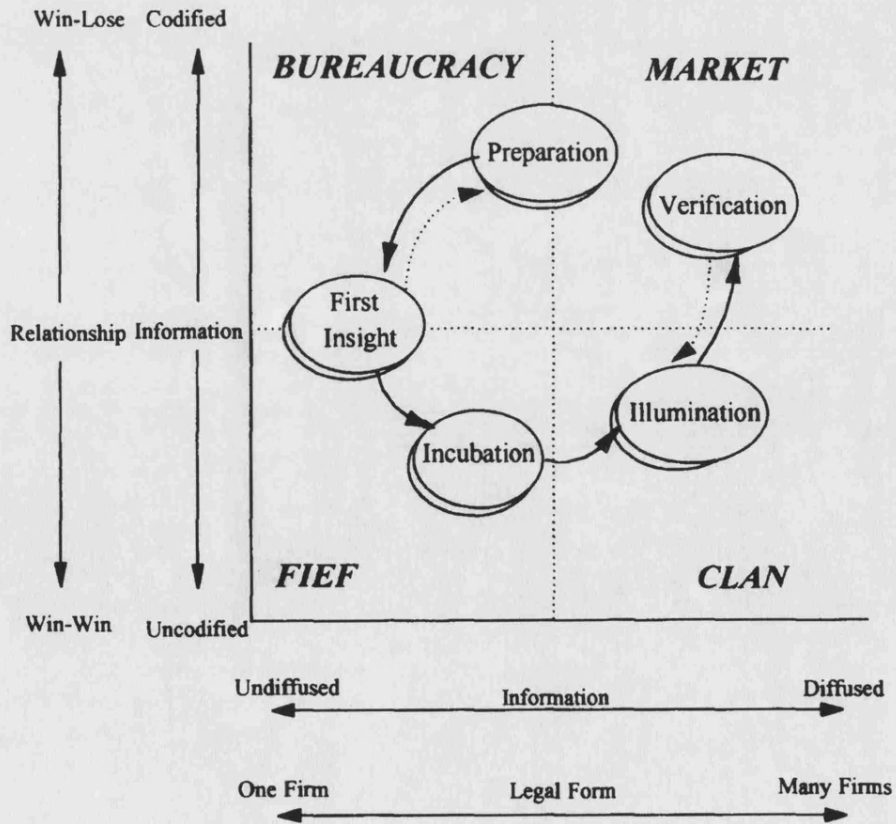 Win-Lose Codified
BUREAUCRACY MARKET
Preparation
Verification
First
Insight
Relationship Information
Illumination
Incubation
FIEF CLAN
Win-Win Uncodified
Undiffused Information Diffused
One Firm Legal Form Many Firms